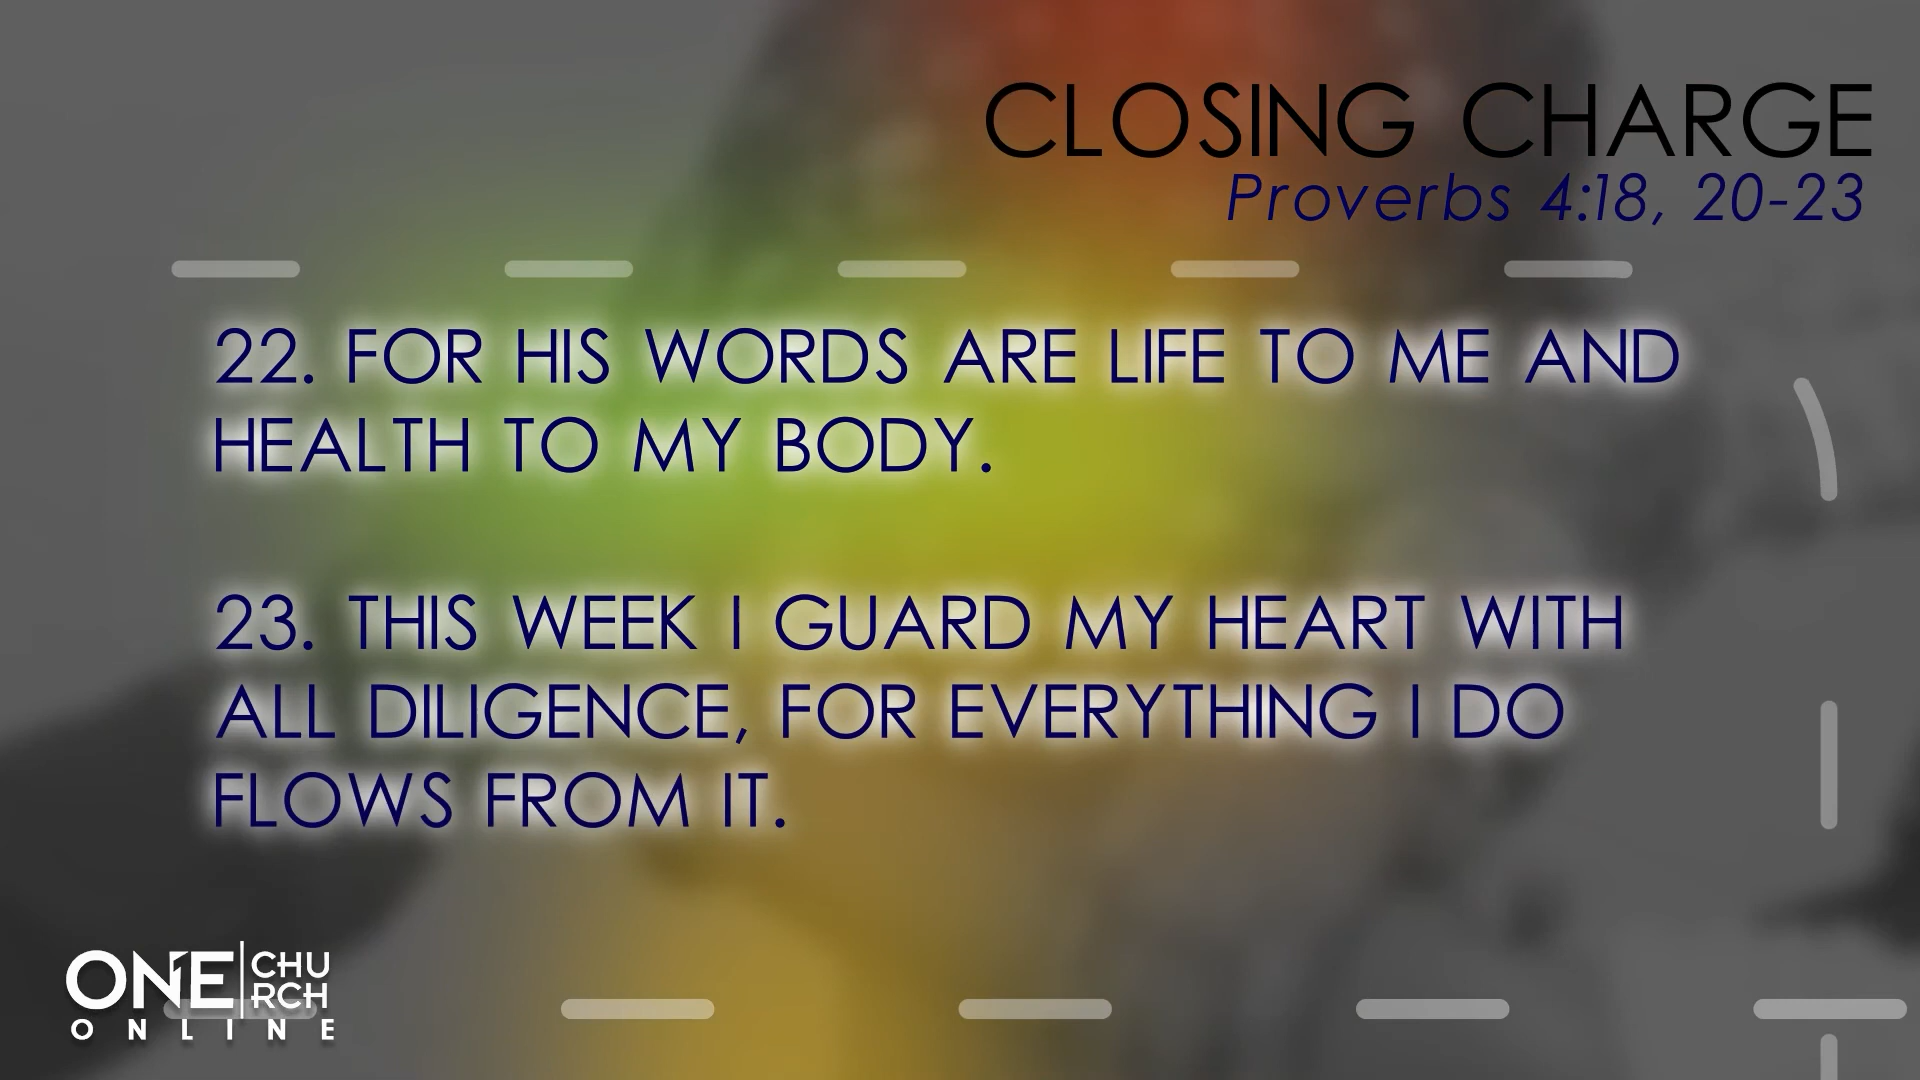 CLOSING CHARGE
Proverbs 4:18, 20-23
22. FOR HIS WORDS ARE LIFE TO ME AND
HEALTH TO MY BODY.
23. THIS WEEK I GUARD MY HEART WITH
ALL DILIGENCE, FOR EVERYTHING I DO
FLOWS FROM IT.
ONE CHU
RCH
ONLINE